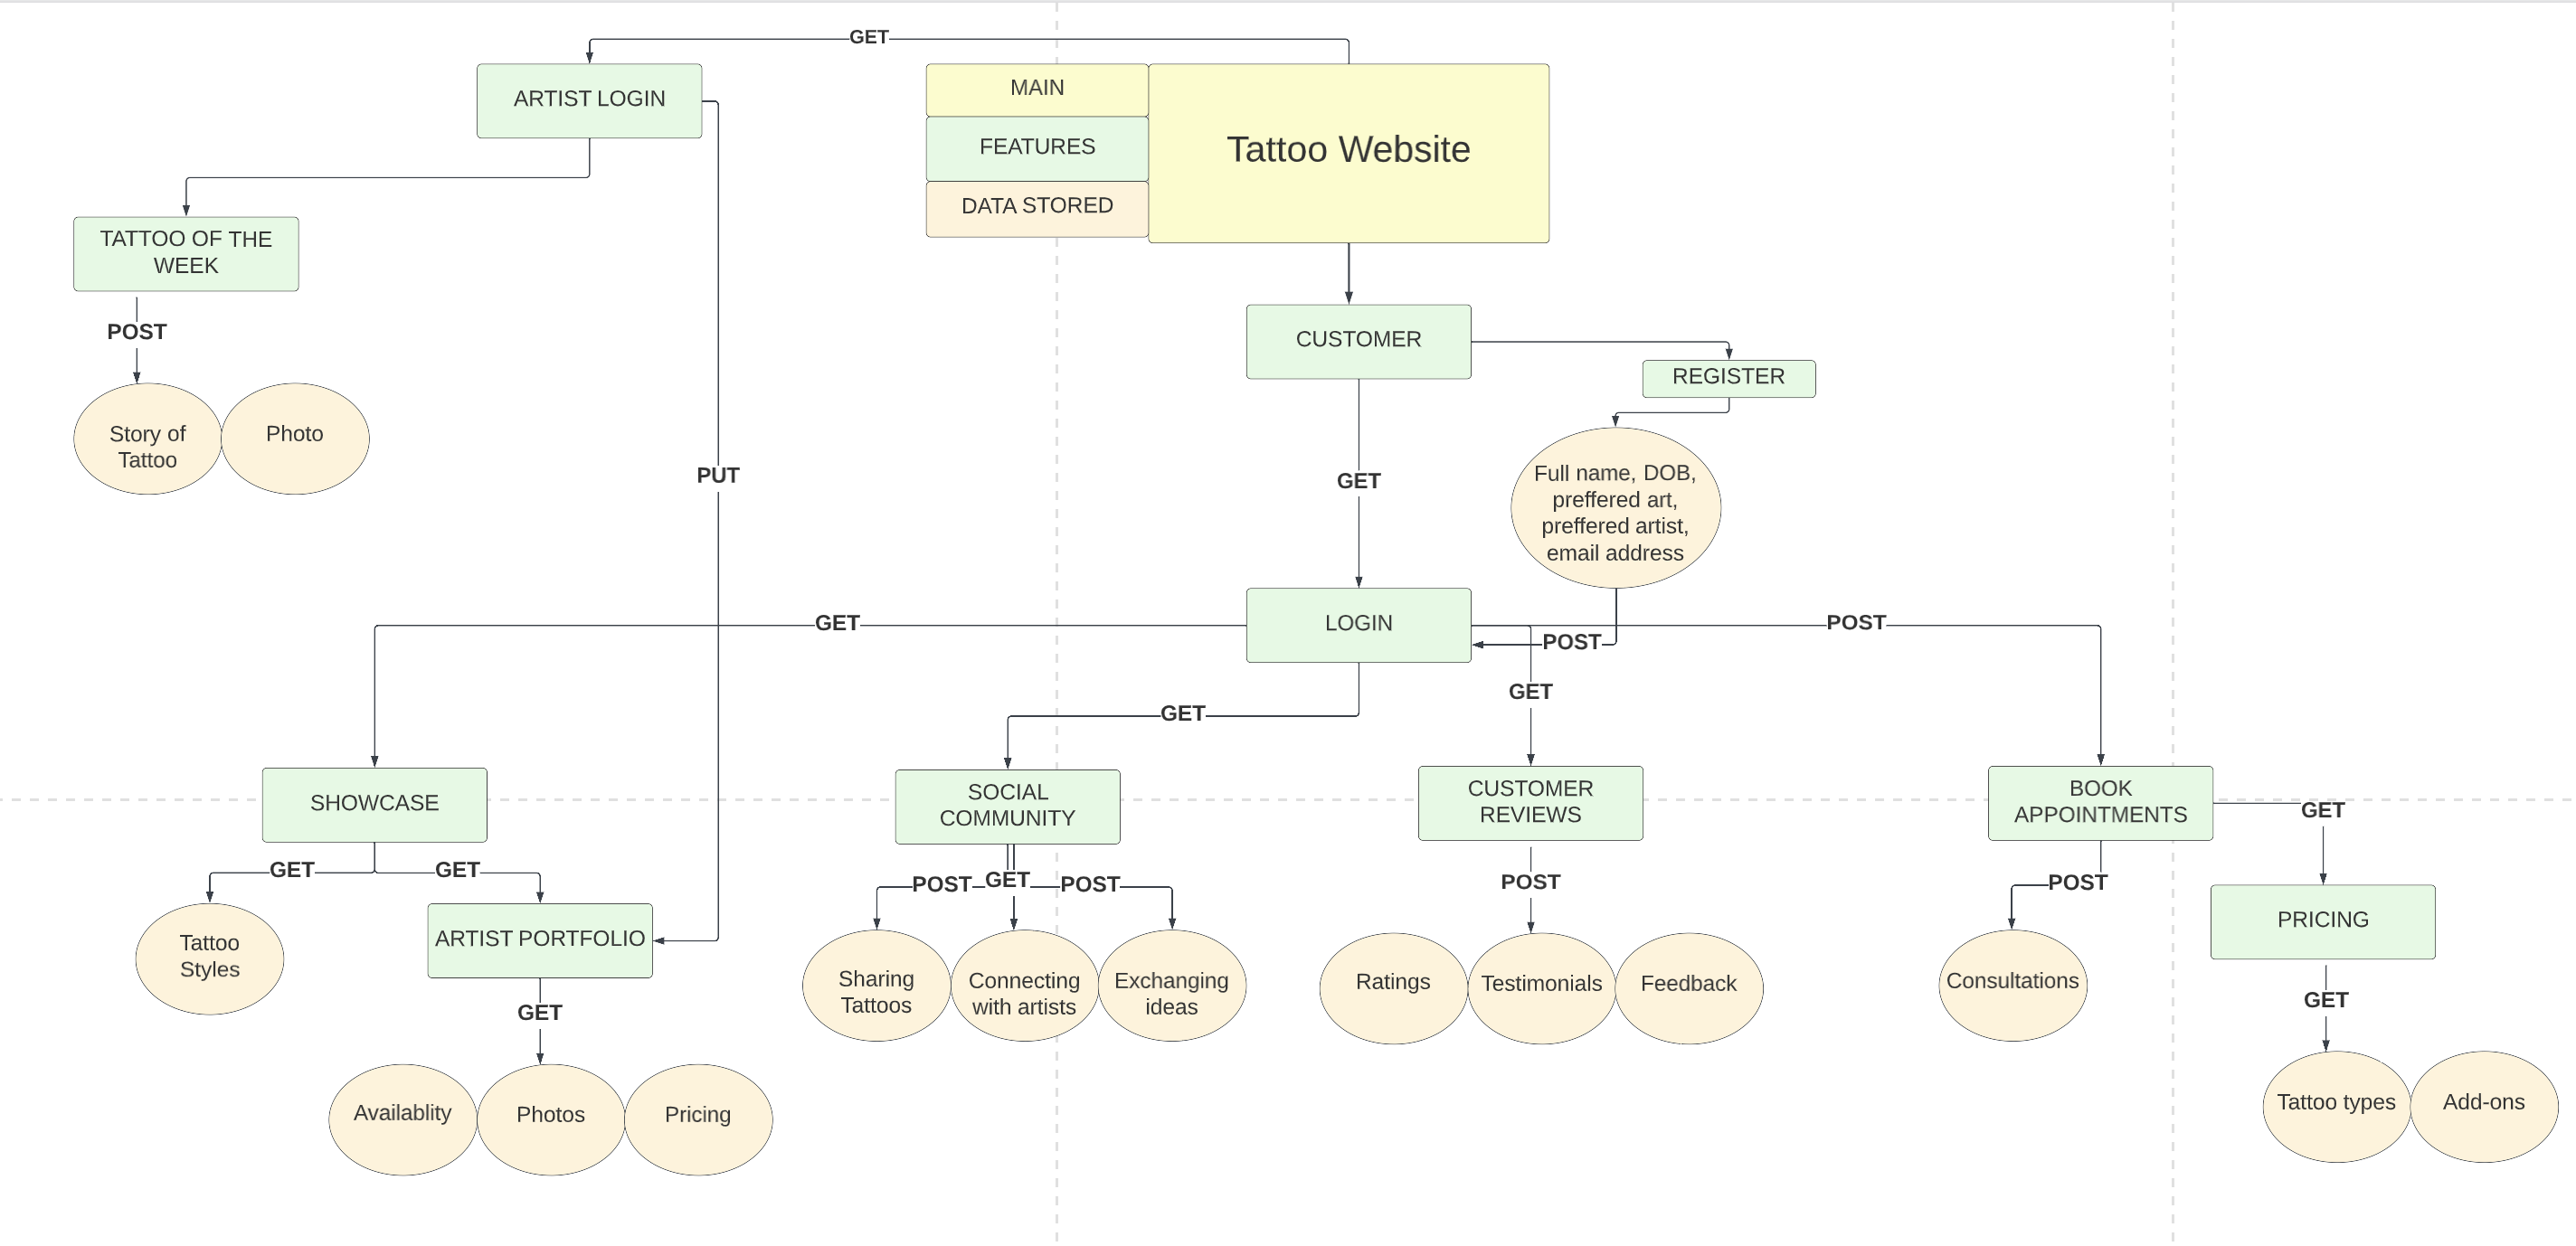 GET
ARTIST LOGIN
MAIN
FEATURES
DATA STORED
Tattoo Website
TATTOO OF THE
WEEK
POST
Story of
Tattoo
Photo
PUT
CUSTOMER
REGISTER
GET
Full name, DOB,
preffered art,
preffered artist,
email address
LOGIN
GET
POST
POST
GET
GET
SHOWCASE
SOCIAL
COMMUNITY
CUSTOMER
REVIEWS
BOOK
APPOINTMENTS
GET
GET
GET
POST
GET
POST
POST
POST
Tattoo
Styles
ARTIST PORTFOLIO
PRICING
Sharing
Tattoos
Connecting
with artists
Exchanging
ideas
Ratings
Testimonials
Feedback
Consultations
GET
GET
Availablity
Photos
Pricing
Tattoo types
Add-ons